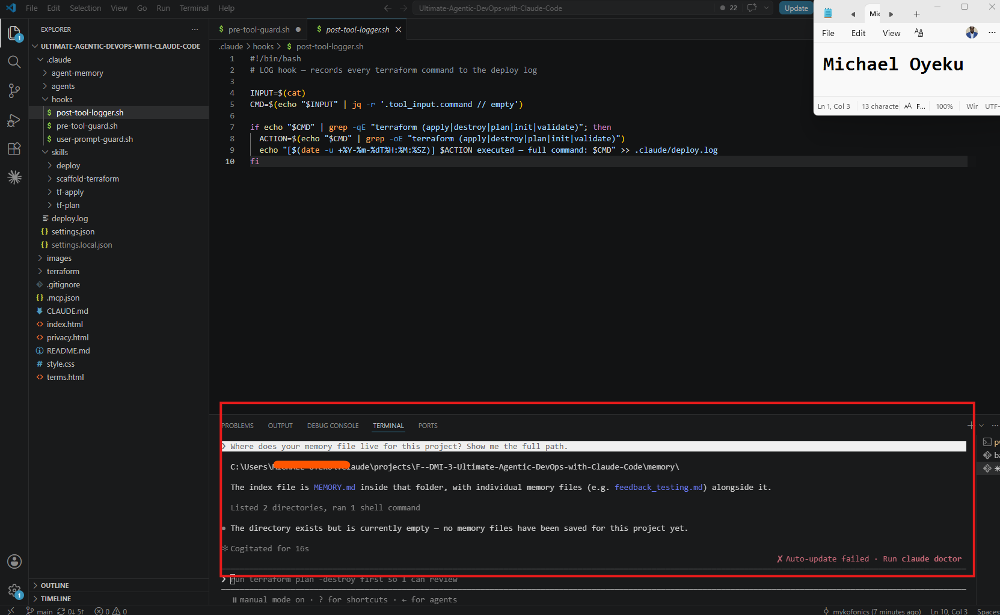 File Edit Selection View Go Run Terminal Help
Ultimate-Agentic-DevOps-with-Claude-Code
22
Update
EXPLORER
ULTIMATE-AGENTIC-DEVOPS-WITH-CLAUDE-CODE
.claude
agent-memory
agents
hooks
$ post-tool-logger.sh
$ pre-tool-guard.sh
$ user-prompt-guard.sh
skills
deploy
scaffold-terraform
tf-apply
tf-plan
deploy.log
{} settings.json
{} settings.local.json
images
terraform
.gitignore
{} .mcp.json
CLAUDE.md
<> index.html
<> privacy.html
README.md
# style.css
<> terms.html
OUTLINE
TIMELINE
$ pre-tool-guard.sh
$ post-tool-logger.sh
.claude > hooks > $ post-tool-logger.sh
1 #!/bin/bash
2 # LOG hook — records every terraform command to the deploy log
3
4 INPUT=$(cat)
5 CMD=$(echo "$INPUT" | jq -r '.tool_input.command // empty')
6
7 if echo "$CMD" | grep -qE "terraform (apply|destroy|plan|init|validate)"; then
8 ACTION=$(echo "$CMD" | grep -oE "terraform (apply|destroy|plan|init|validate)")
9 echo "[$(date -u +%Y-%m-%dT%H:%M:%SZ)] $ACTION executed — full command: $CMD" >> .claude/deploy.log
10 fi
File Edit View
Michael Oyeku
Ln 1, Col 3 13 characte F... 100% Wir UTF-
PROBLEMS OUTPUT DEBUG CONSOLE TERMINAL PORTS
> Where does your memory file live for this project? Show me the full path.
C:\Users\ laude\projects\F--DMI-3-Ultimate-Agentic-DevOps-with-Claude-Code\memory\
The index file is MEMORY.md inside that folder, with individual memory files (e.g. feedback_testing.md) alongside it.
Listed 2 directories, ran 1 shell command
● The directory exists but is currently empty — no memory files have been saved for this project yet.
✻ Cogitated for 16s
✗ Auto-update failed · Run claude doctor
> run terraform plan -destroy first so I can review
⏸ manual mode on · ? for shortcuts · ← for agents
main 0↓ 5↑ 0 0
mykofonics (7 minutes ago) Ln 10, Col 3 Spaces